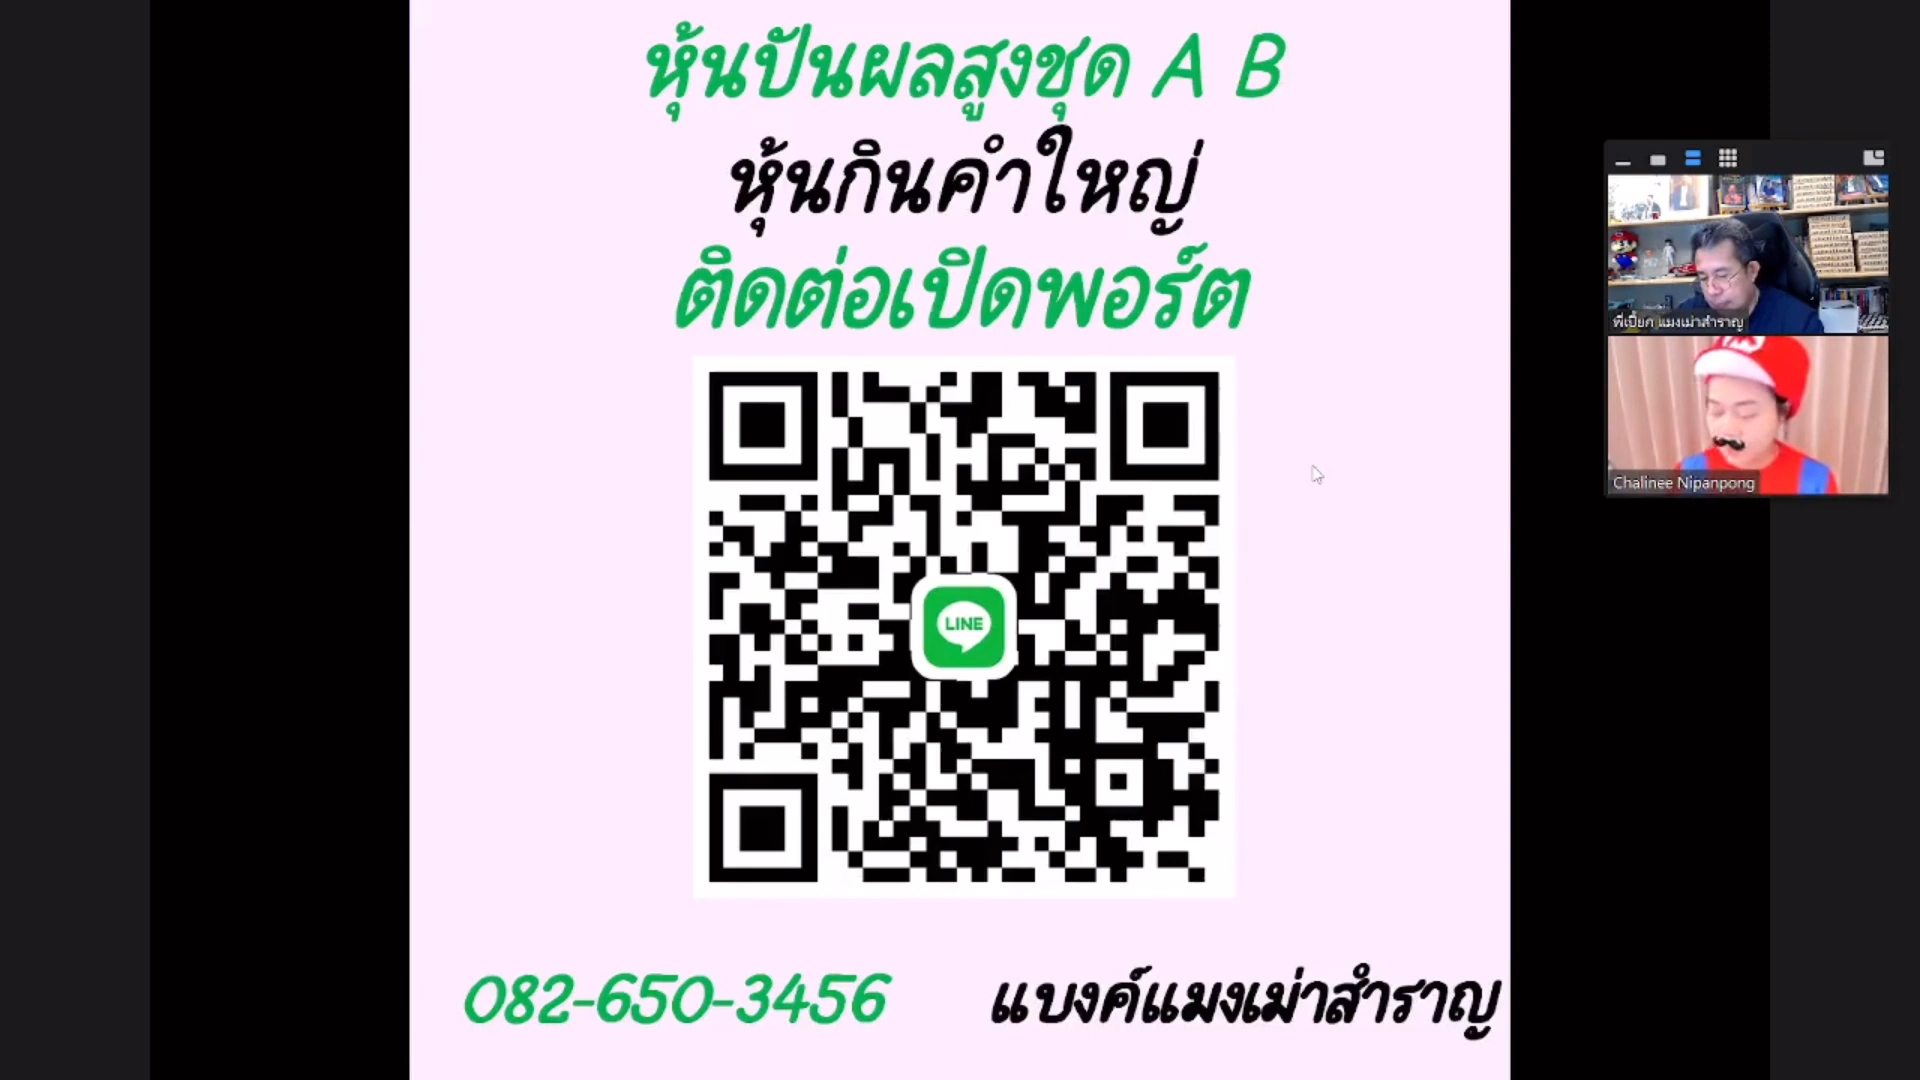 หุ้นปันผลสูงชุด A B
หุ้นกินคำใหญ่
ติดต่อเปิดพอร์ต
LINE
082-650-3456
แบงค์แมงเม่าสำราญ
พี่เปี๊ยก แมงเม่าสำราญ
Chalinee Nipanpong